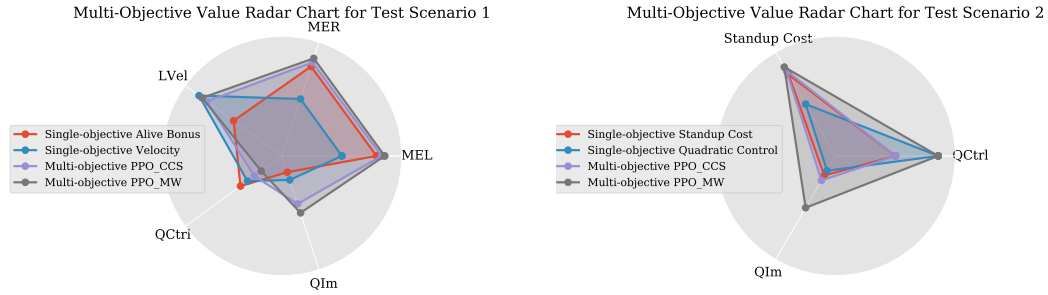 Multi-Objective Value Radar Chart for Test Scenario 1
MER
LVel
Single-objective Alive Bonus
Single-objective Velocity
Multi-objective PPO_CCS
Multi-objective PPO_MW
MEL
QCtrl
QIm
Multi-Objective Value Radar Chart for Test Scenario 2
Standup Cost
Single-objective Standup Cost
Single-objective Quadratic Control
Multi-objective PPO_CCS
Multi-objective PPO_MW
QCtrl
QIm